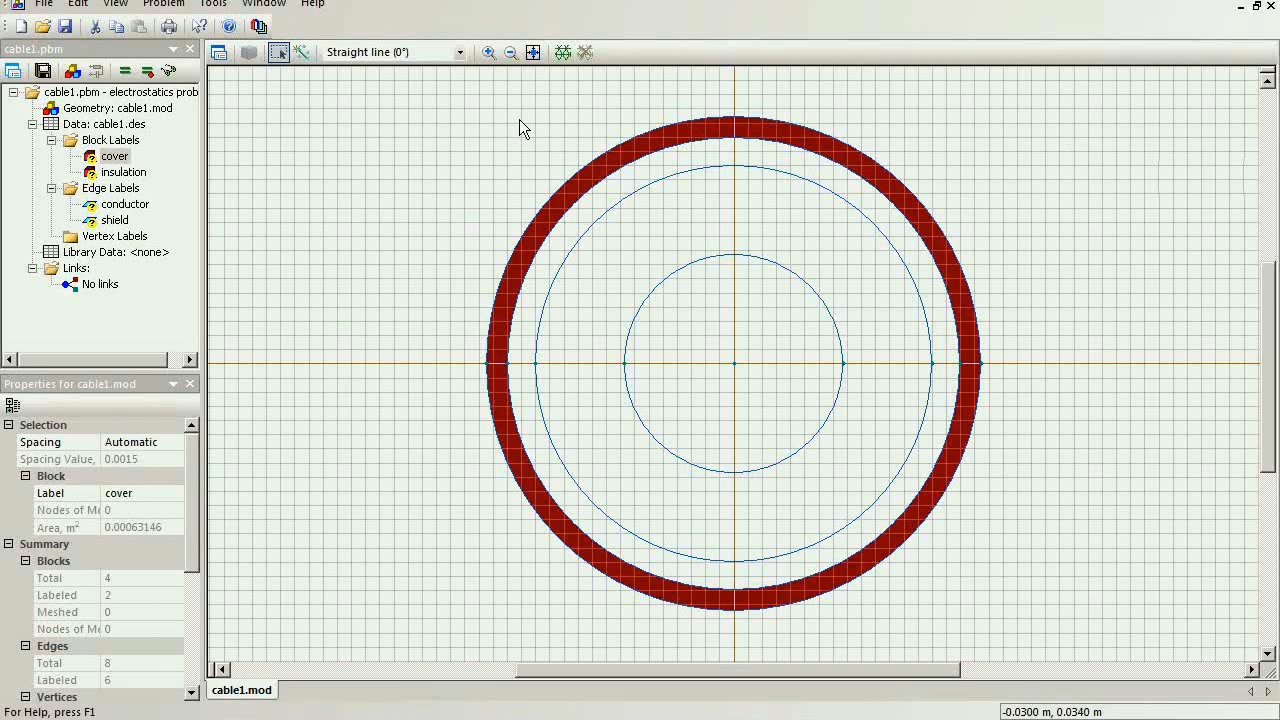 File Edit View Problem Tools Window Help
cable1.pbm
Straight line (0°)
cable1.pbm - electrostatics prob
Geometry: cable1.mod
Data: cable1.des
Block Labels
cover
insulation
Edge Labels
conductor
shield
Vertex Labels
Library Data: <none>
Links:
No links
Properties for cable1.mod
Selection
Spacing Automatic
Spacing Value, 0.0015
Block
Label cover
Nodes of Me 0
Area, m² 0.00063146
Summary
Blocks
Total 4
Labeled 2
Meshed 0
Nodes of Me 0
Edges
Total 8
Labeled 6
Vertices
cable1.mod
For Help, press F1
-0.0300 m, 0.0340 m